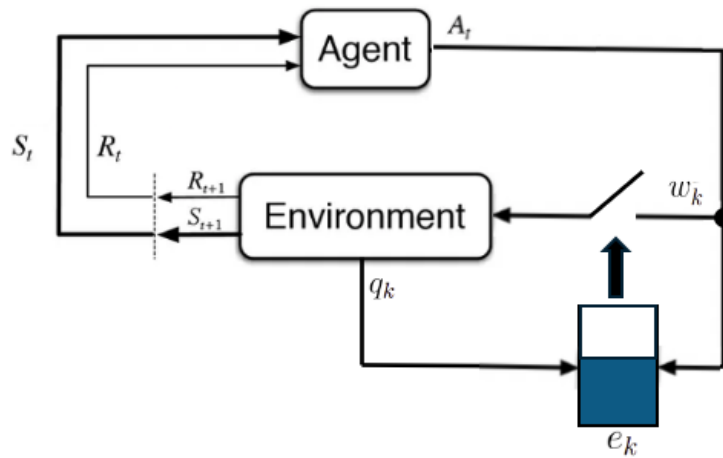 Agent
A_t
S_t
R_t
R_{t+1}
S_{t+1}
Environment
w_k
q_k
e_k